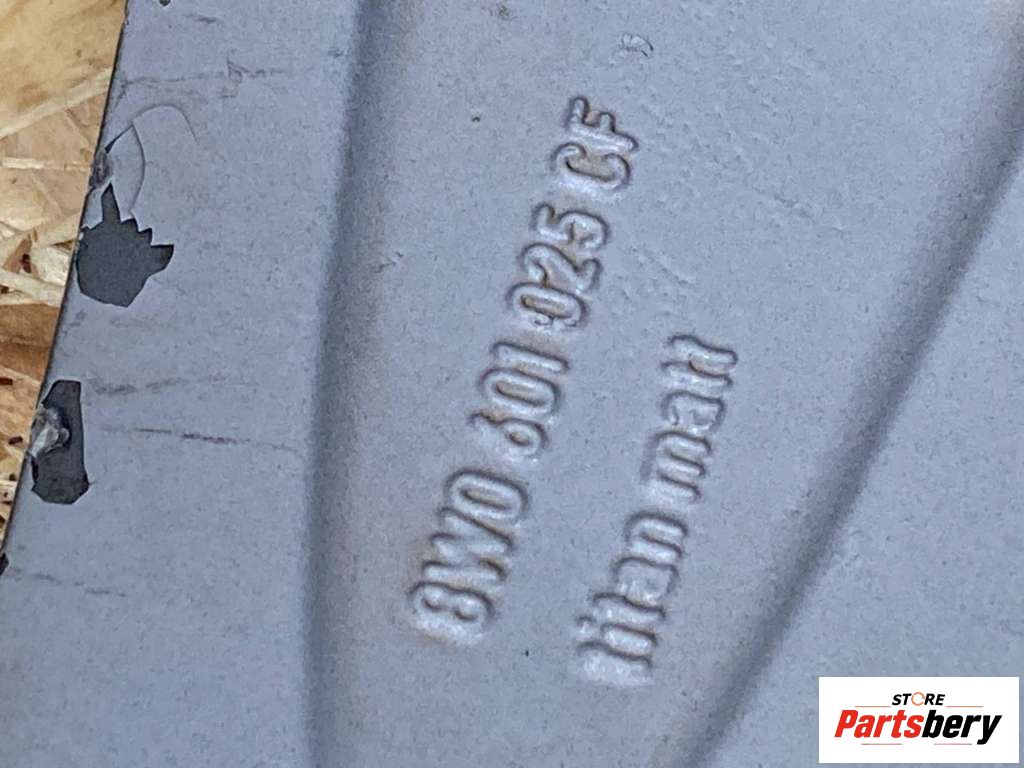 8W0 601 025 CF
titan matt
STORE
Partsbery